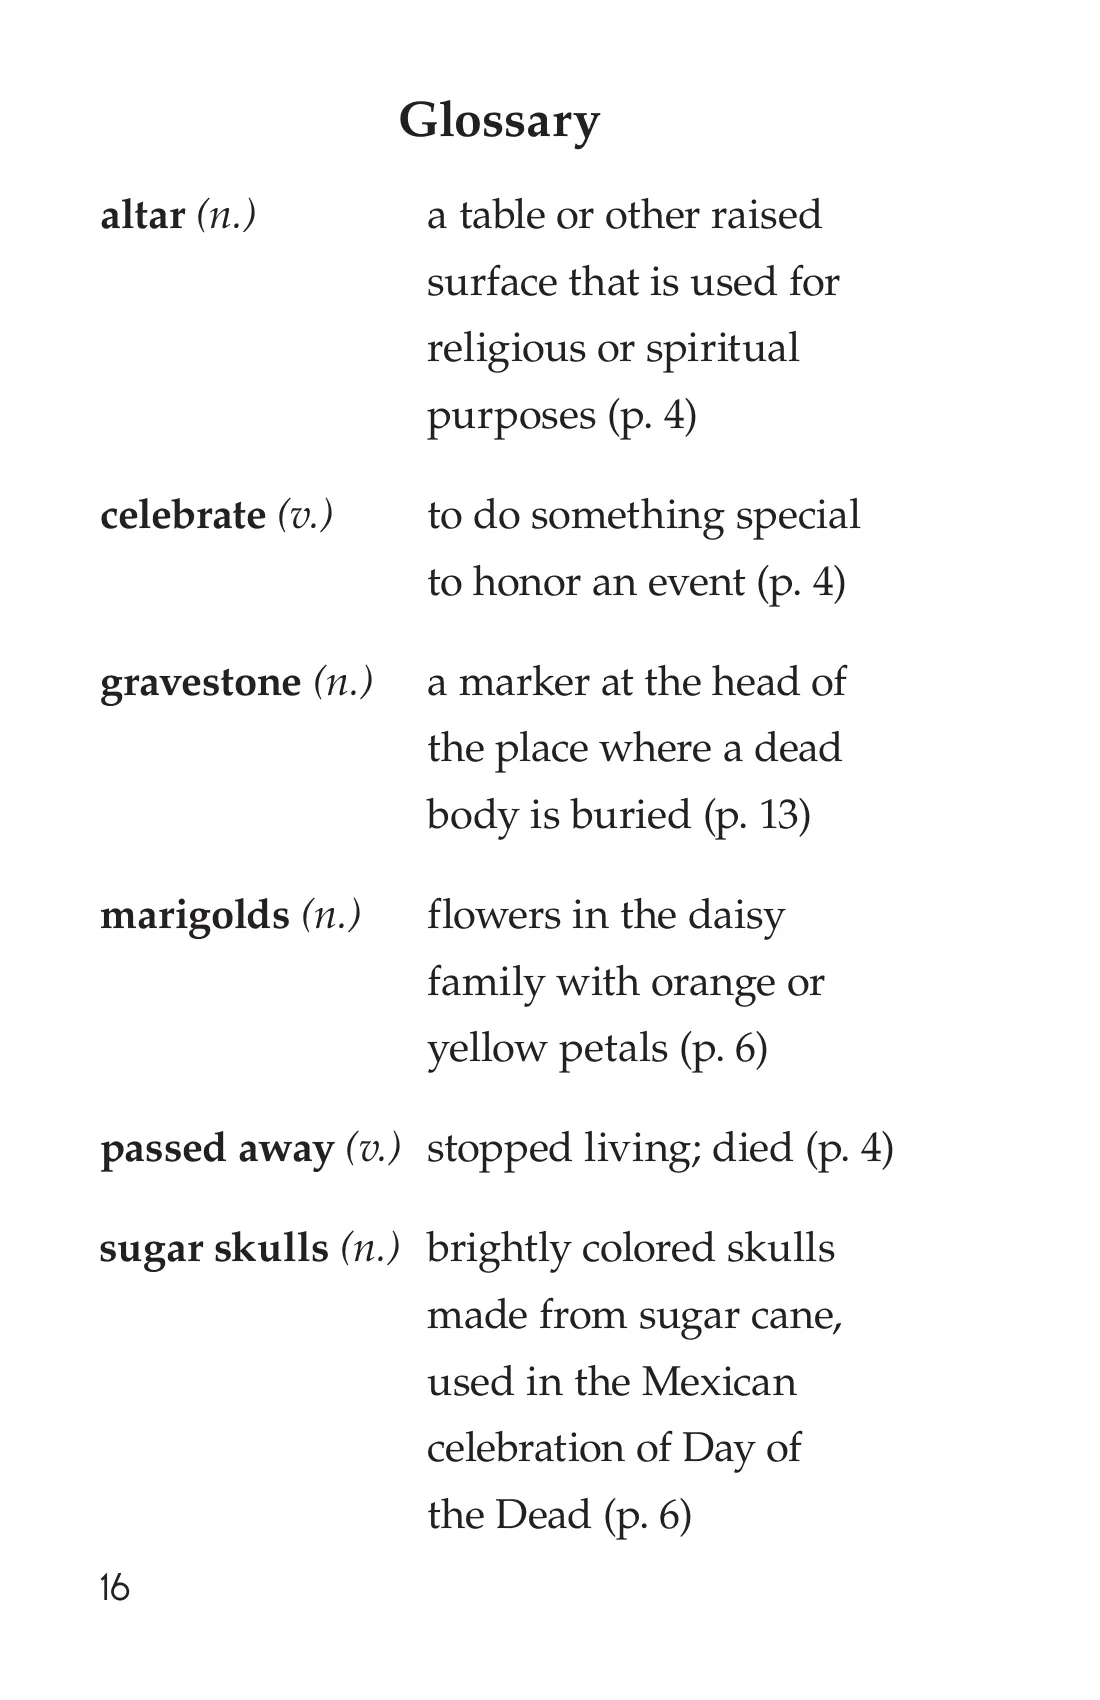 Glossary
altar (n.) a table or other raised
surface that is used for
religious or spiritual
purposes (p. 4)
celebrate (v.) to do something special
to honor an event (p. 4)
gravestone (n.) a marker at the head of
the place where a dead
body is buried (p. 13)
marigolds (n.) flowers in the daisy
family with orange or
yellow petals (p. 6)
passed away (v.) stopped living; died (p. 4)
sugar skulls (n.) brightly colored skulls
made from sugar cane,
used in the Mexican
celebration of Day of
the Dead (p. 6)
16